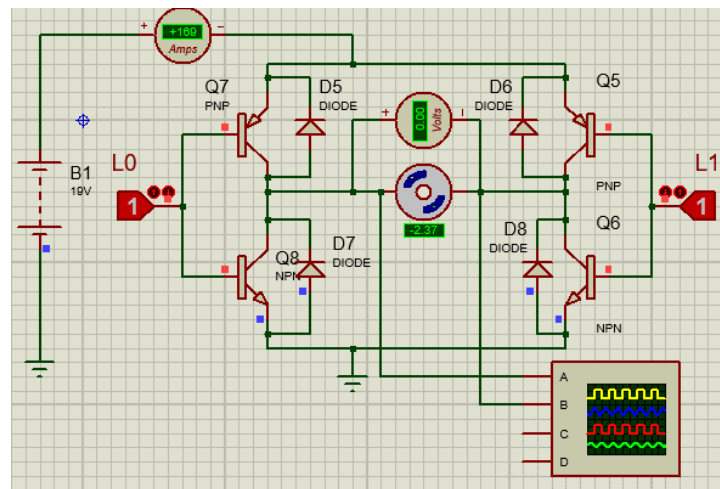 + +169 −
Amps
Q7
PNP
D5
DIODE
D6
DIODE
Q5
+ 0.00 Volts
B1
19V
L0
1
L1
1
PNP
-2.37
Q8
NPN
D7
DIODE
D8
DIODE
Q6
NPN
A
B
C
D